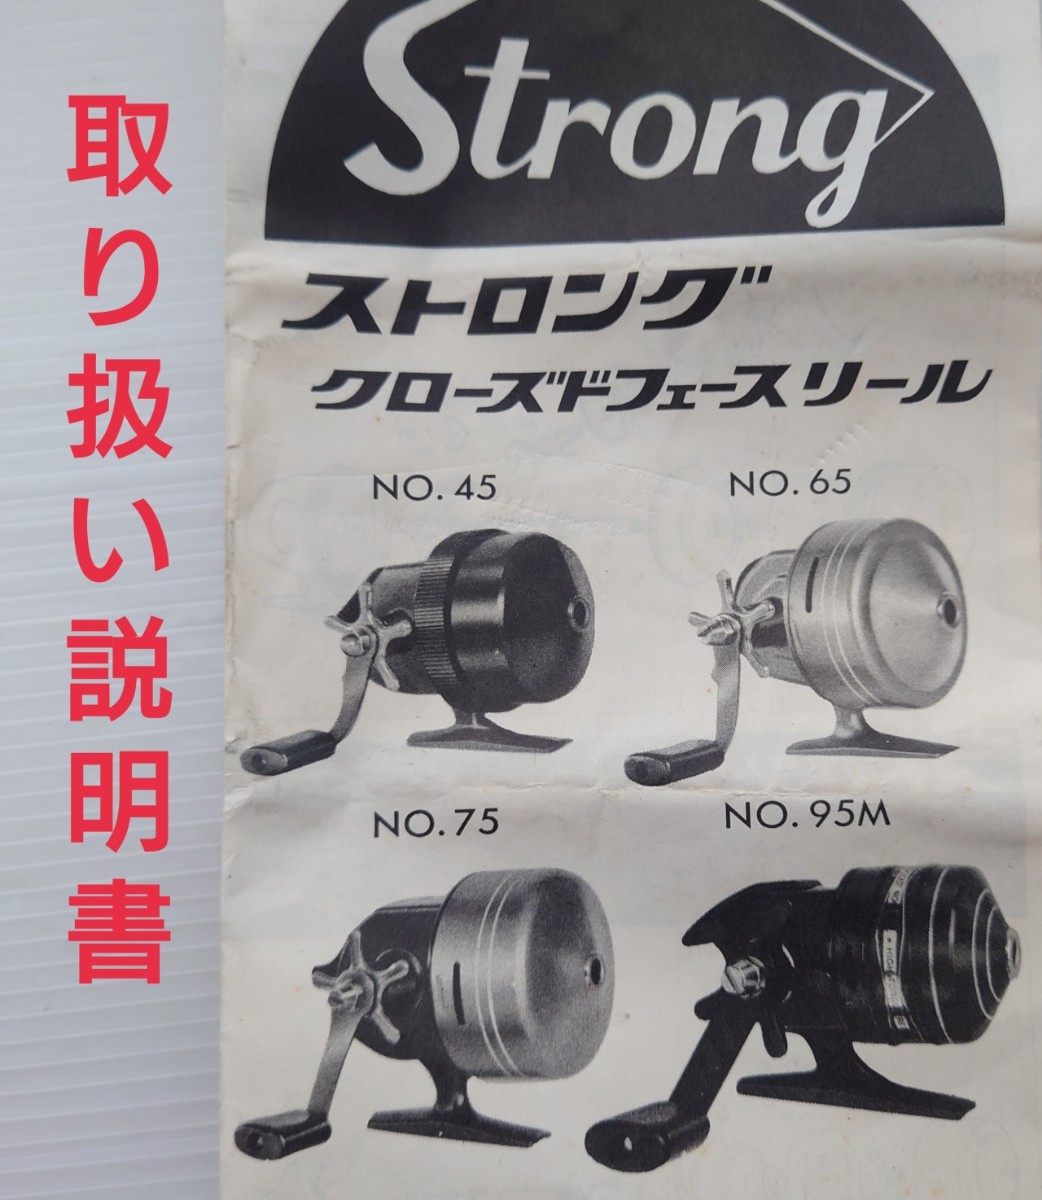 取り扱い説明書
Strong
ストロング
クローズドフェースリール
NO. 45
NO. 65
NO. 75
NO. 95M